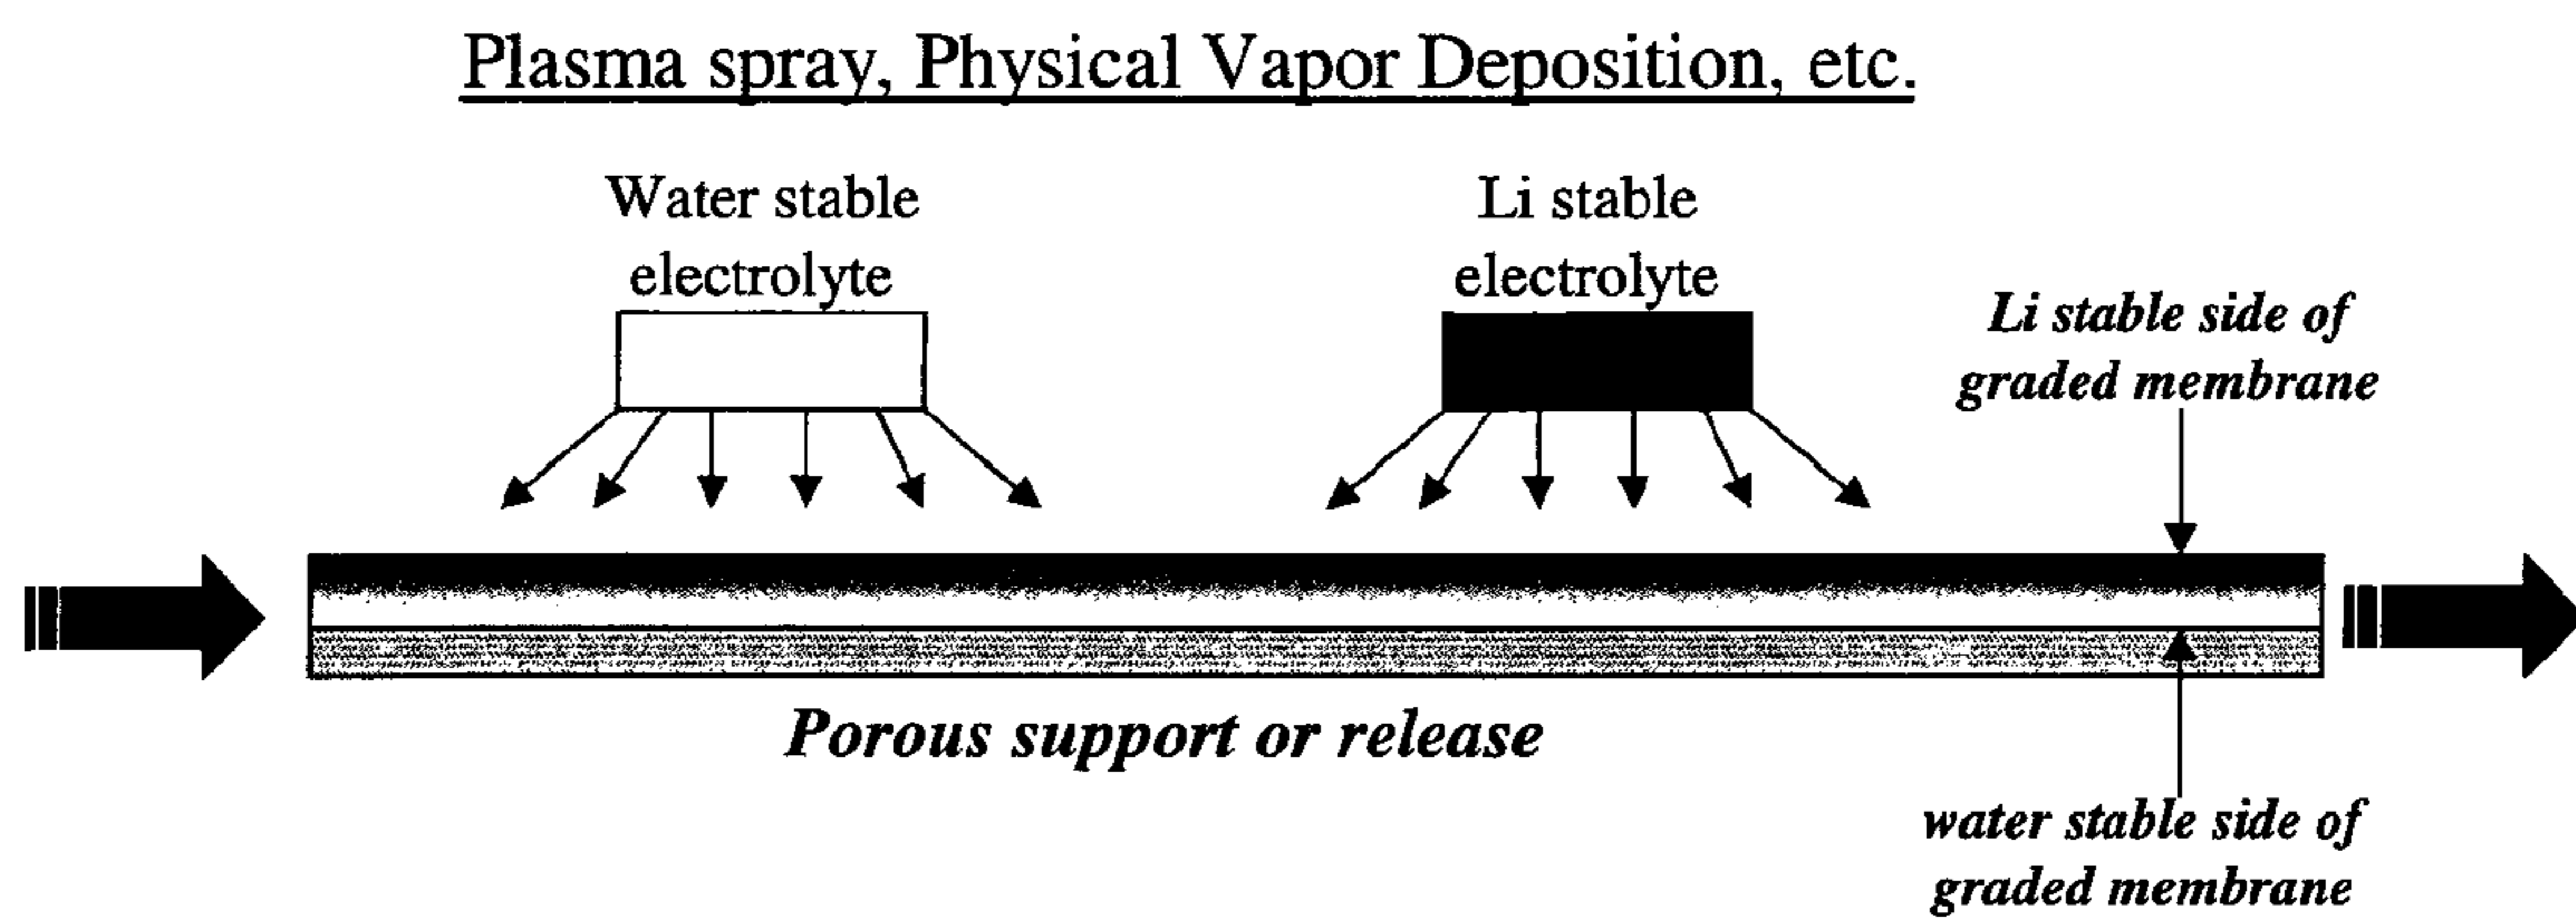 Plasma spray, Physical Vapor Deposition, etc.
Water stable
electrolyte
Li stable
electrolyte
Li stable side of
graded membrane
Porous support or release
water stable side of
graded membrane